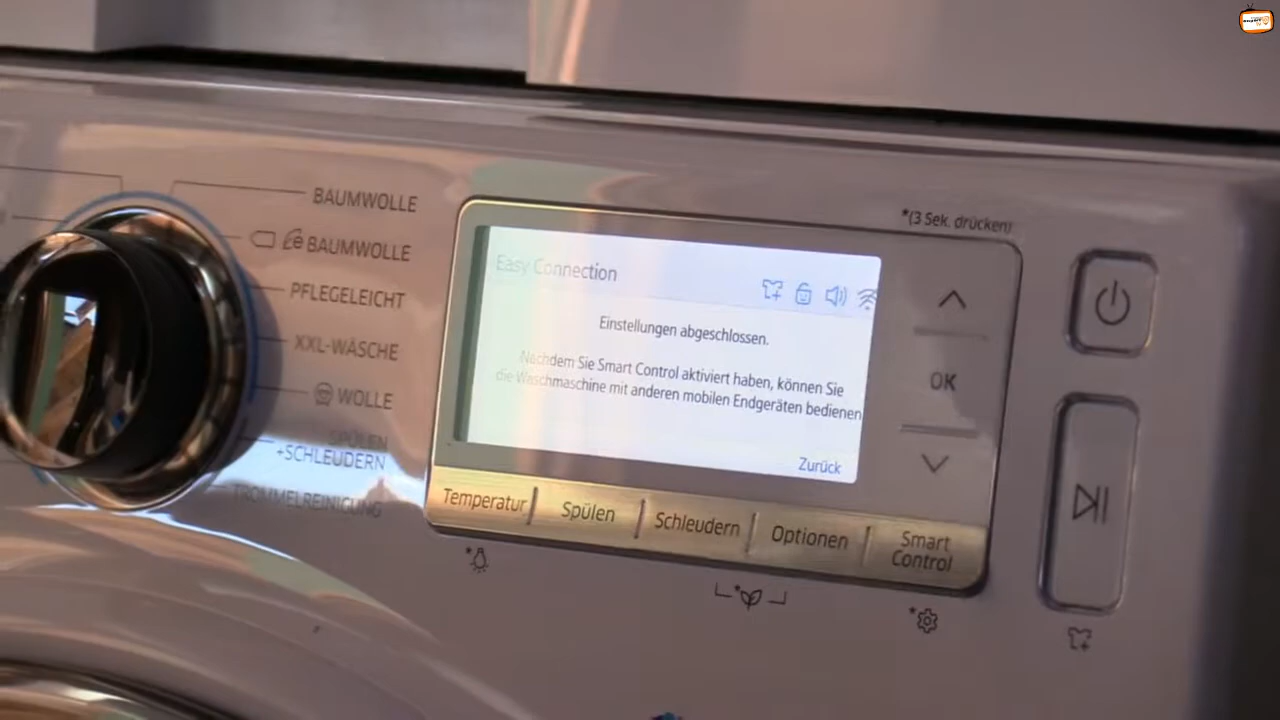 BAUMWOLLE
BAUMWOLLE
PFLEGELEICHT
XXL-WÄSCHE
WOLLE
SPÜLEN
+SCHLEUDERN
TROMMELREINIGUNG
Easy Connection
Einstellungen abgeschlossen.
Nachdem Sie Smart Control aktiviert haben, können Sie
die Waschmaschine mit anderen mobilen Endgeräten bedienen
Zurück
*(3 Sek. drücken)
OK
Temperatur
Spülen
Schleudern
Optionen
Smart
Control